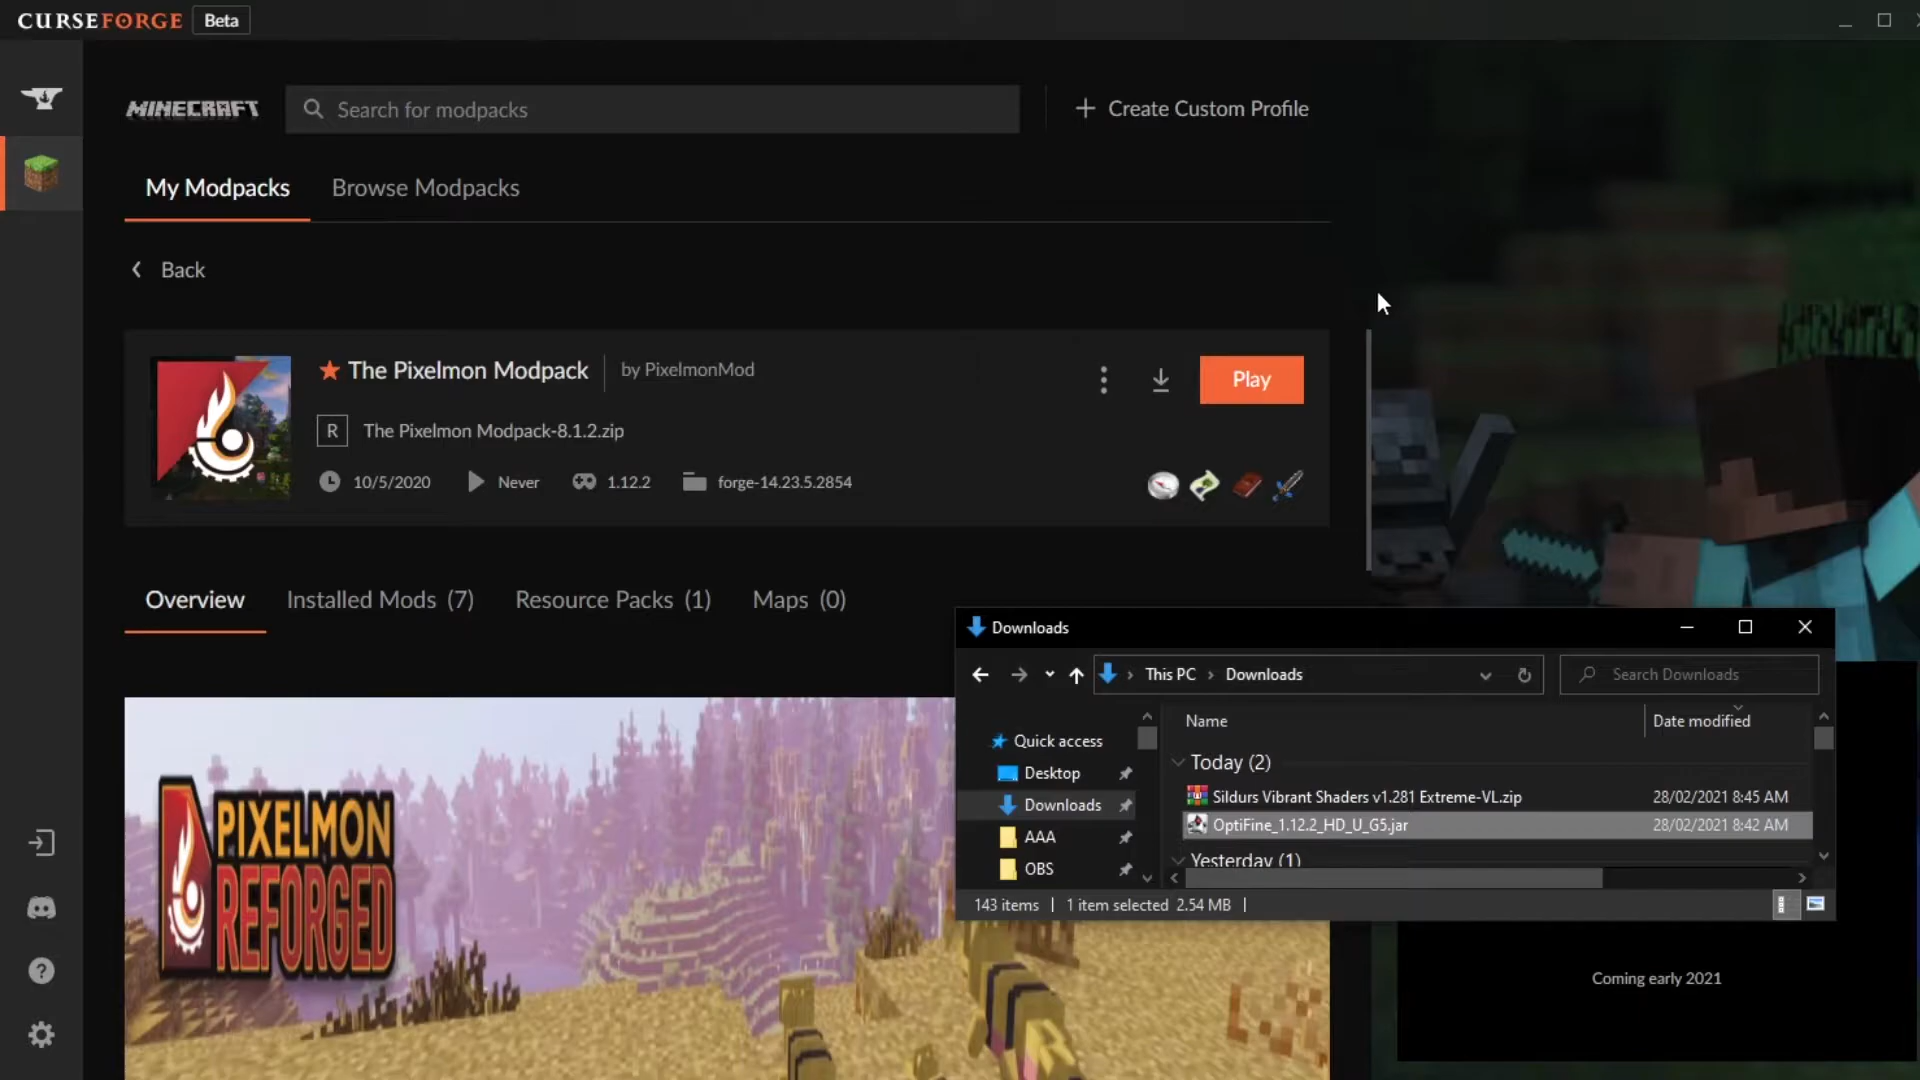 CURSEFORGE Beta
MINECRAFT
Search for modpacks
Create Custom Profile
My Modpacks
Browse Modpacks
Back
The Pixelmon Modpack
by PixelmonMod
Play
R
The Pixelmon Modpack-8.1.2.zip
10/5/2020
Never
1.12.2
forge-14.23.5.2854
Overview
Installed Mods (7)
Resource Packs (1)
Maps (0)
PIXELMON
REFORGED
Downloads
This PC
Downloads
Search Downloads
Name
Date modified
Quick access
Desktop
Downloads
AAA
OBS
Today (2)
Sildurs Vibrant Shaders v1.281 Extreme-VL.zip
28/02/2021 8:45 AM
OptiFine_1.12.2_HD_U_G5.jar
28/02/2021 8:42 AM
Yesterday (1)
143 items
1 item selected 2.54 MB
Coming early 2021